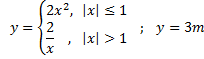 y = { 2x², |x| ≤ 1
2/x , |x| > 1 ; y = 3m